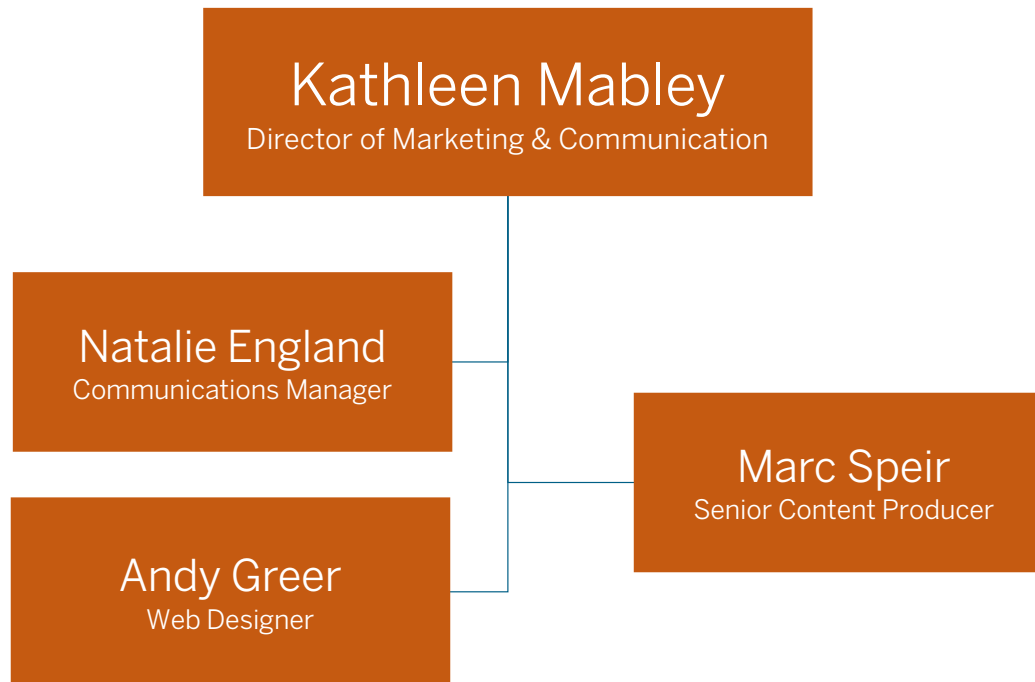 Kathleen Mabley
Director of Marketing & Communication
Natalie England
Communications Manager
Marc Speir
Senior Content Producer
Andy Greer
Web Designer